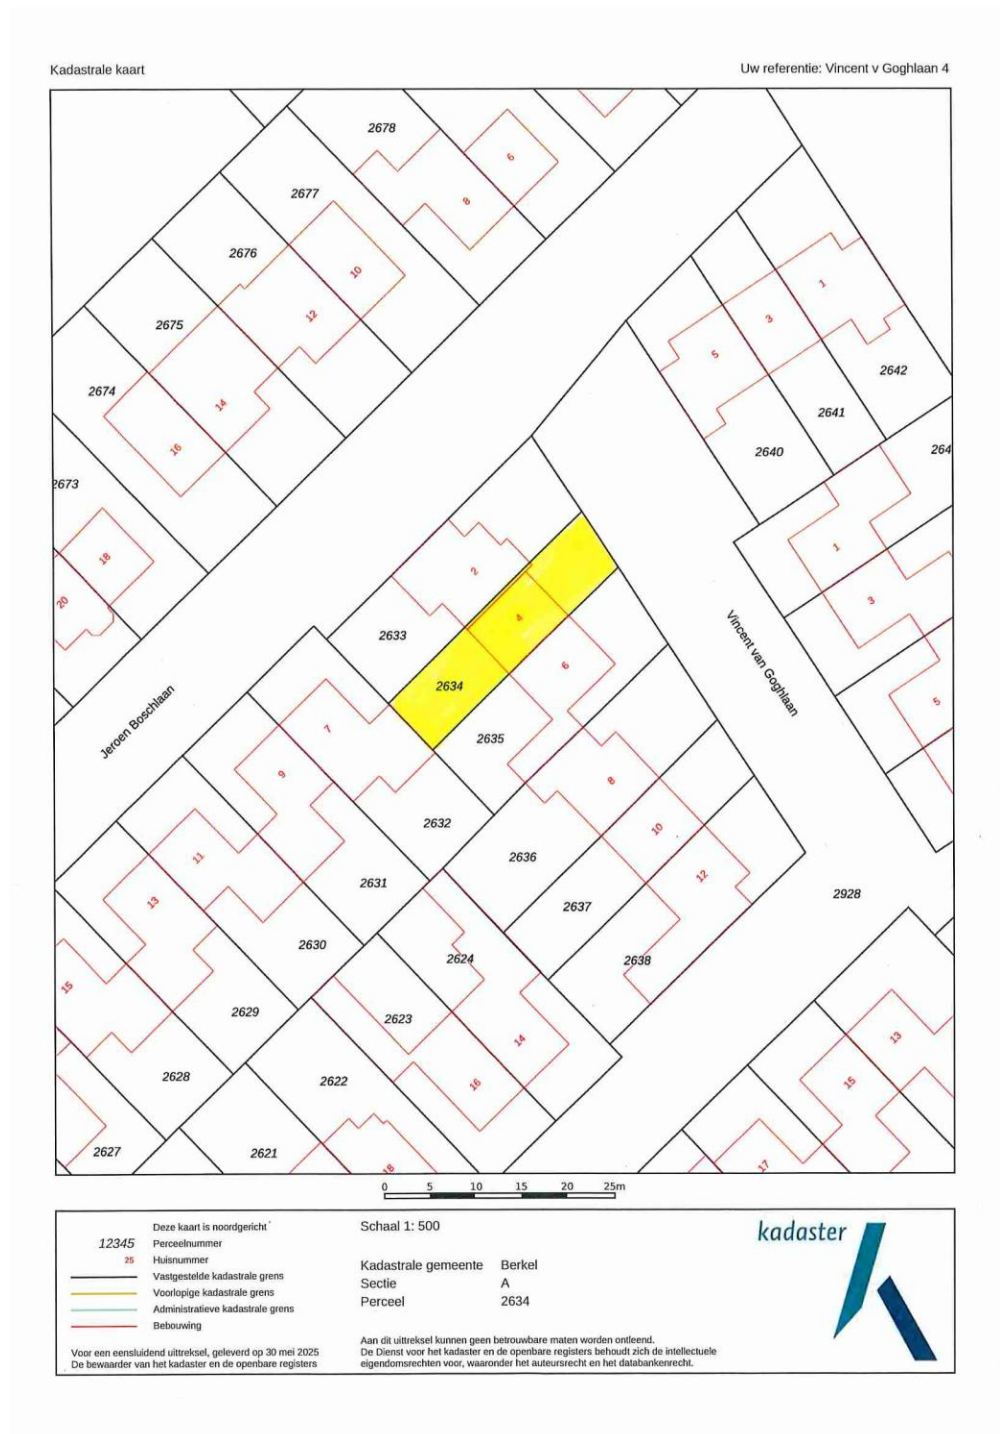 Kadastrale kaart
Uw referentie: Vincent v Goghlaan 4
2678
6
2677
8
2676
10
1
12
3
2675
5
2642
2674
14
2641
16
2640
264
2673
18
1
2
20
3
4
2633
6
2634
5
Vincent van Goghlaan
Jeroen Boschlaan
7
2635
9
8
2632
10
11
2636
12
2631
13
2928
2637
2630
2624
2638
15
2629
2623
14
13
2628
2622
16
15
2627
2621
18
17
0 5 10 15 20 25m
Deze kaart is noordgericht
12345 Perceelnummer
25 Huisnummer
Vastgestelde kadastrale grens
Voorlopige kadastrale grens
Administratieve kadastrale grens
Bebouwing
Voor een eensluidend uittreksel, geleverd op 30 mei 2025
De bewaarder van het kadaster en de openbare registers
Schaal 1: 500
Kadastrale gemeente Berkel
Sectie A
Perceel 2634
Aan dit uittreksel kunnen geen betrouwbare maten worden ontleend.
De Dienst voor het kadaster en de openbare registers behoudt zich de intellectuele
eigendomsrechten voor, waaronder het auteursrecht en het databankenrecht.
kadaster